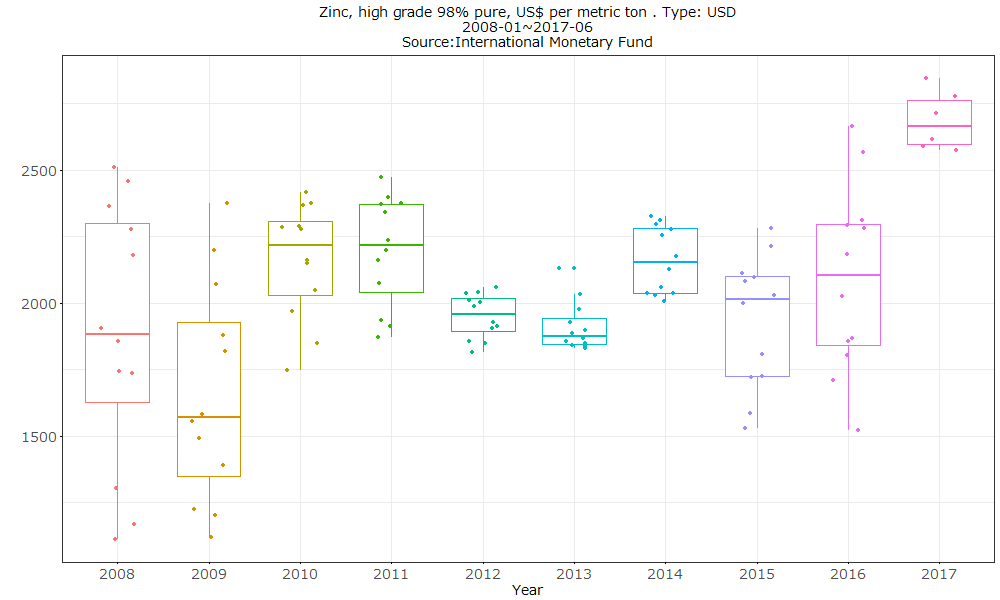 Zinc, high grade 98% pure, US$ per metric ton . Type: USD
2008-01~2017-06
Source:International Monetary Fund
2500
2000
1500
2008 2009 2010 2011 2012 2013 2014 2015 2016 2017
Year